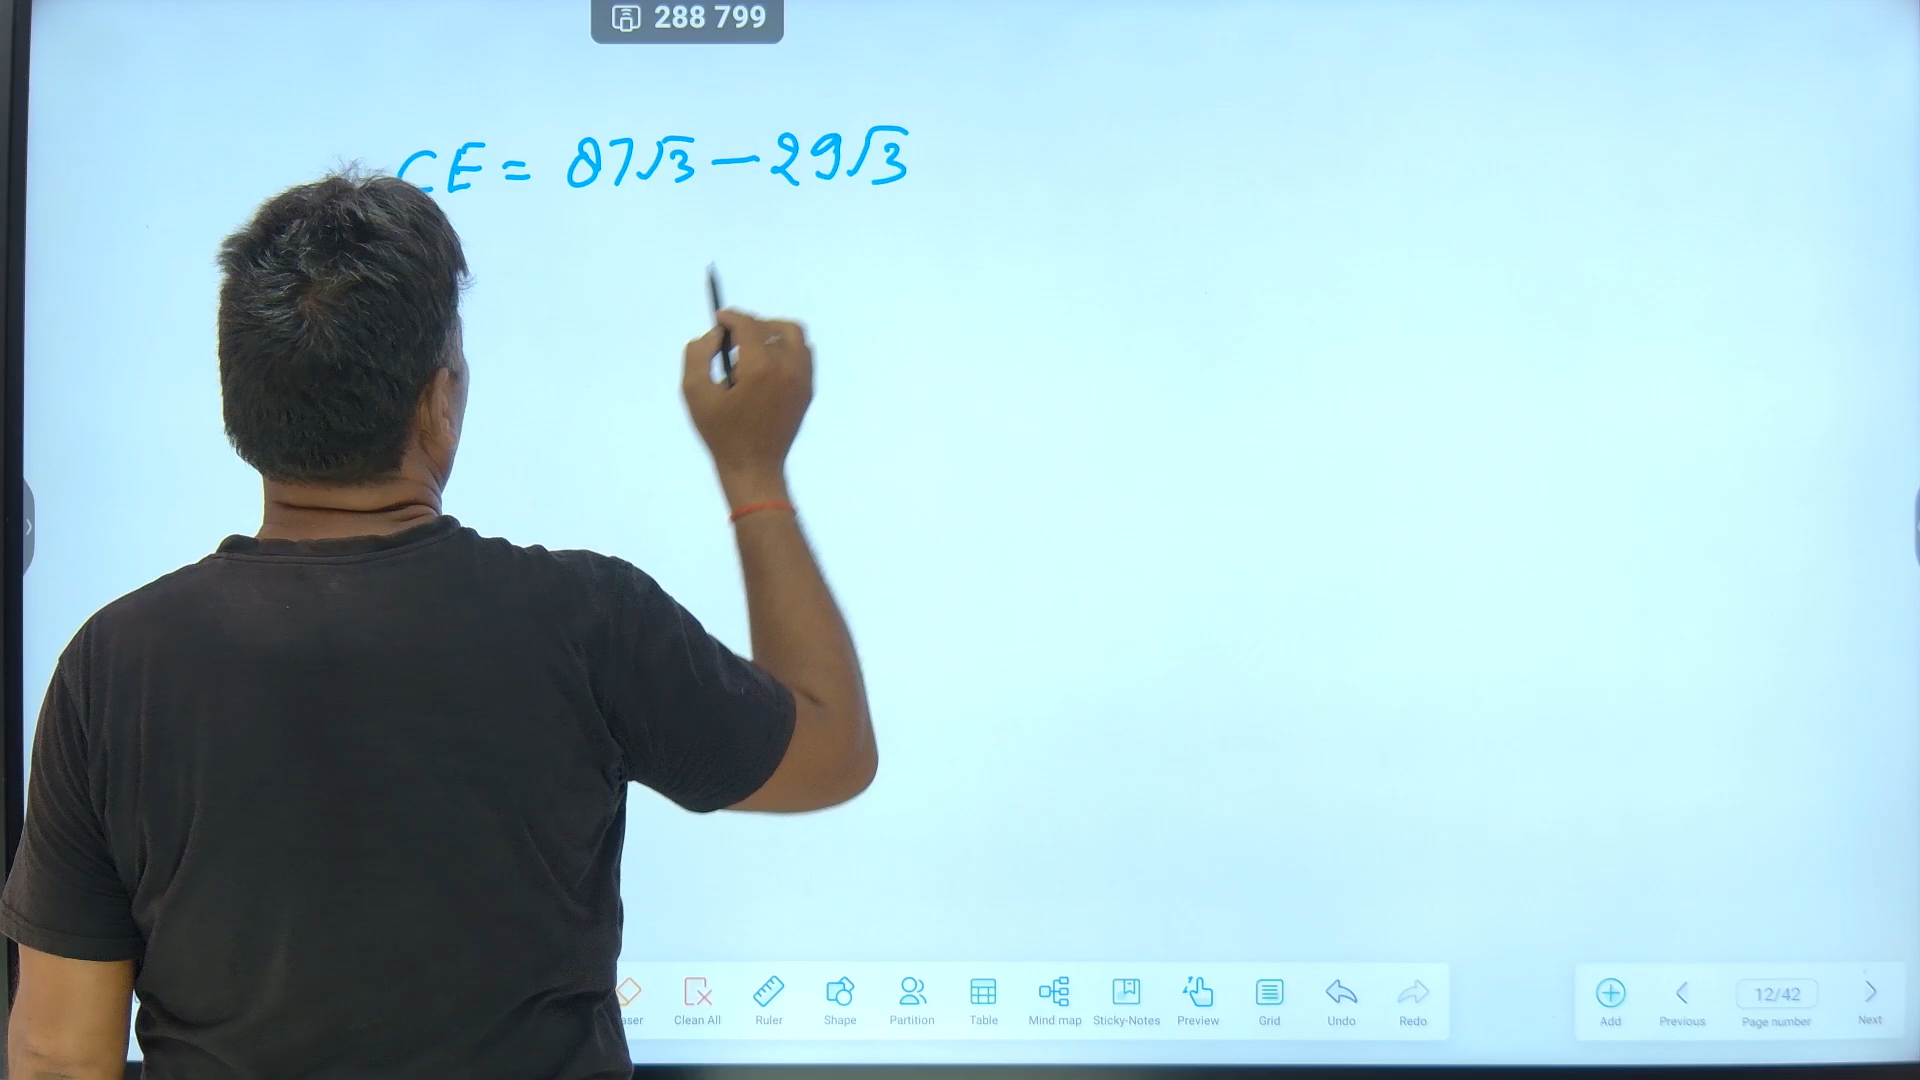 288 799
CE = 87√3 − 29√3
aser Clean All Ruler Shape Partition Table Mind map Sticky-Notes Preview Grid Undo Redo Add Previous 12/42 Page number Next